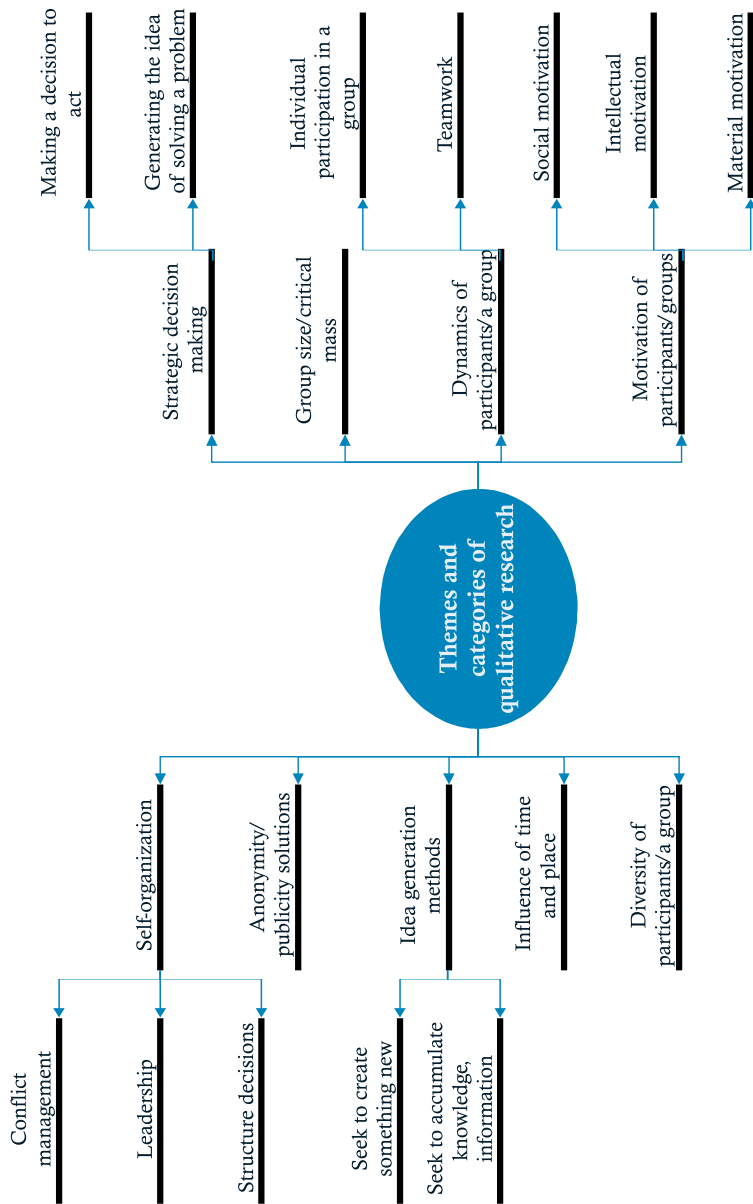 Themes and
categories of
qualitative research
Self-organization
Conflict
management
Leadership
Structure decisions
Anonymity/
publicity solutions
Idea generation
methods
Seek to create
something new
Seek to accumulate
knowledge,
information
Influence of time
and place
Diversity of
participants/a group
Strategic decision
making
Making a decision to
act
Generating the idea
of solving a problem
Group size/critical
mass
Dynamics of
participants/a group
Individual
participation in a
group
Teamwork
Motivation of
participants/groups
Social motivation
Intellectual
motivation
Material motivation